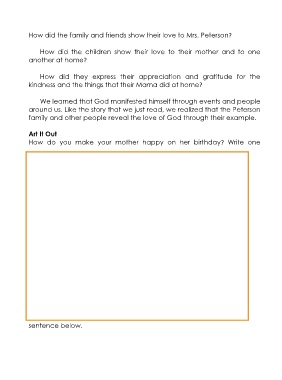 How did the family and friends show their love to Mrs. Peterson?
How did the children show their love to their mother and to one
another at home?
How did they express their appreciation and gratitude for the
kindness and the things that their Mama did at home?
We learned that God manifested himself through events and people
around us. Like the story that we just read, we realized that the Peterson
family and other people reveal the love of God through their example.
Art It Out
How do you make your mother happy on her birthday? Write one
sentence below.